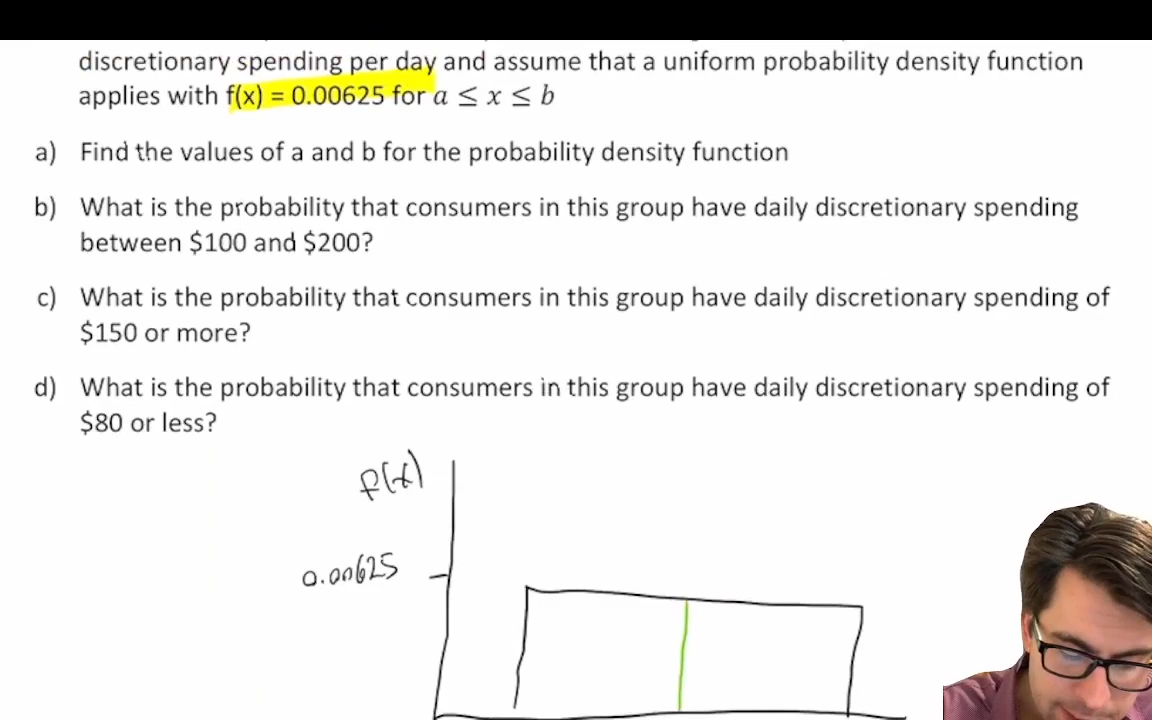 discretionary spending per day and assume that a uniform probability density function
applies with f(x) = 0.00625 for a ≤ x ≤ b
a) Find the values of a and b for the probability density function
b) What is the probability that consumers in this group have daily discretionary spending
between $100 and $200?
c) What is the probability that consumers in this group have daily discretionary spending of
$150 or more?
d) What is the probability that consumers in this group have daily discretionary spending of
$80 or less?
f(x)
0.00625